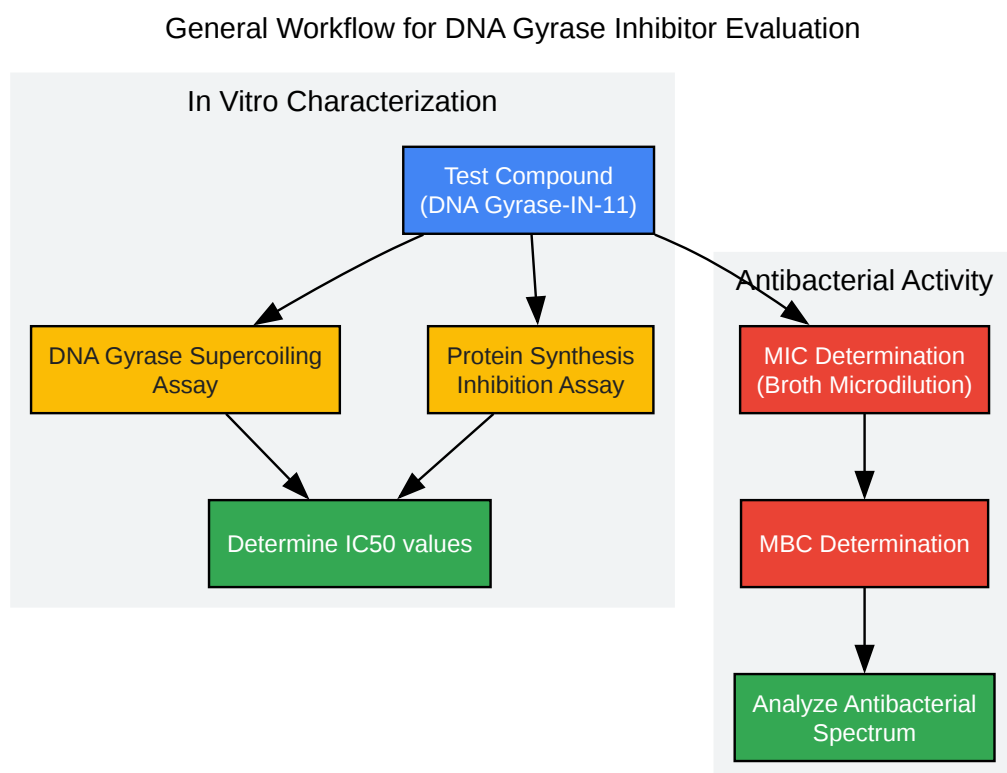 General Workflow for DNA Gyrase Inhibitor Evaluation
In Vitro Characterization
Test Compound
(DNA Gyrase-IN-11)
Antibacterial Activity
DNA Gyrase Supercoiling
Assay
Protein Synthesis
Inhibition Assay
MIC Determination
(Broth Microdilution)
Determine IC50 values
MBC Determination
Analyze Antibacterial
Spectrum